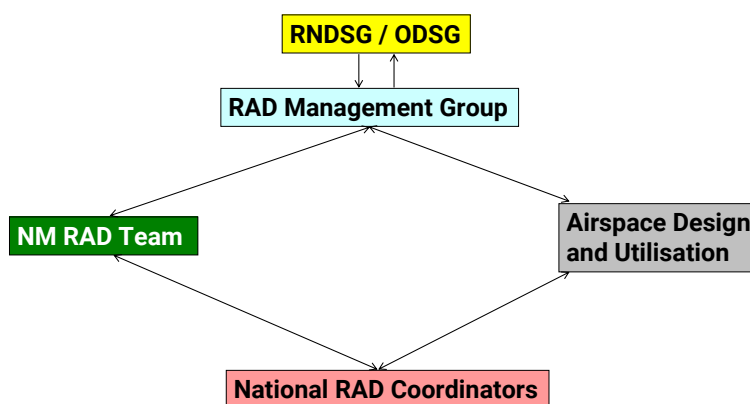 RNDSG / ODSG
RAD Management Group
NM RAD Team
Airspace Design
and Utilisation
National RAD Coordinators